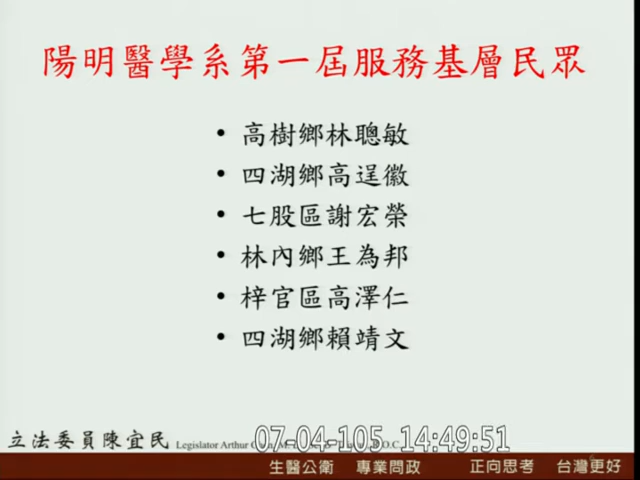 陽明醫學系第一屆服務基層民眾
• 高樹鄉林聰敏
• 四湖鄉高逞徽
• 七股區謝宏榮
• 林內鄉王為邦
• 梓官區高澤仁
• 四湖鄉賴靖文
立法委員陳宜民 Legislator Arthur
07-04-105 14:49:51
生醫公衛 專業問政 正向思考 台灣更好